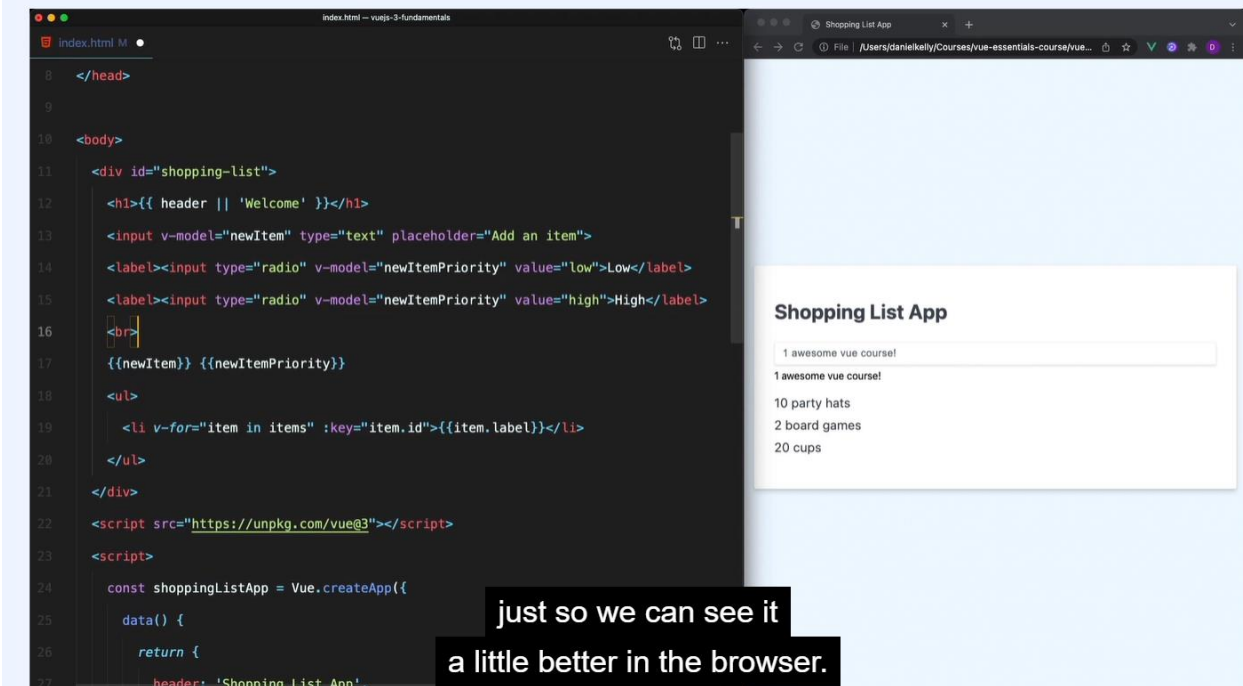 index.html — vuejs-3-fundamentals
index.html M
8 </head>
9
10 <body>
11 <div id="shopping-list">
12 <h1>{{ header || 'Welcome' }}</h1>
13 <input v-model="newItem" type="text" placeholder="Add an item">
14 <label><input type="radio" v-model="newItemPriority" value="low">Low</label>
15 <label><input type="radio" v-model="newItemPriority" value="high">High</label>
16 <br>
17 {{newItem}} {{newItemPriority}}
18 <ul>
19 <li v-for="item in items" :key="item.id">{{item.label}}</li>
20 </ul>
21 </div>
22 <script src="https://unpkg.com/vue@3"></script>
23 <script>
24 const shoppingListApp = Vue.createApp({
25 data() {
26 return {
27 header: 'Shopping List App',
Shopping List App
File | /Users/danielkelly/Courses/vue-essentials-course/vue...
D
Shopping List App
1 awesome vue course!
1 awesome vue course!
10 party hats
2 board games
20 cups
just so we can see it
a little better in the browser.